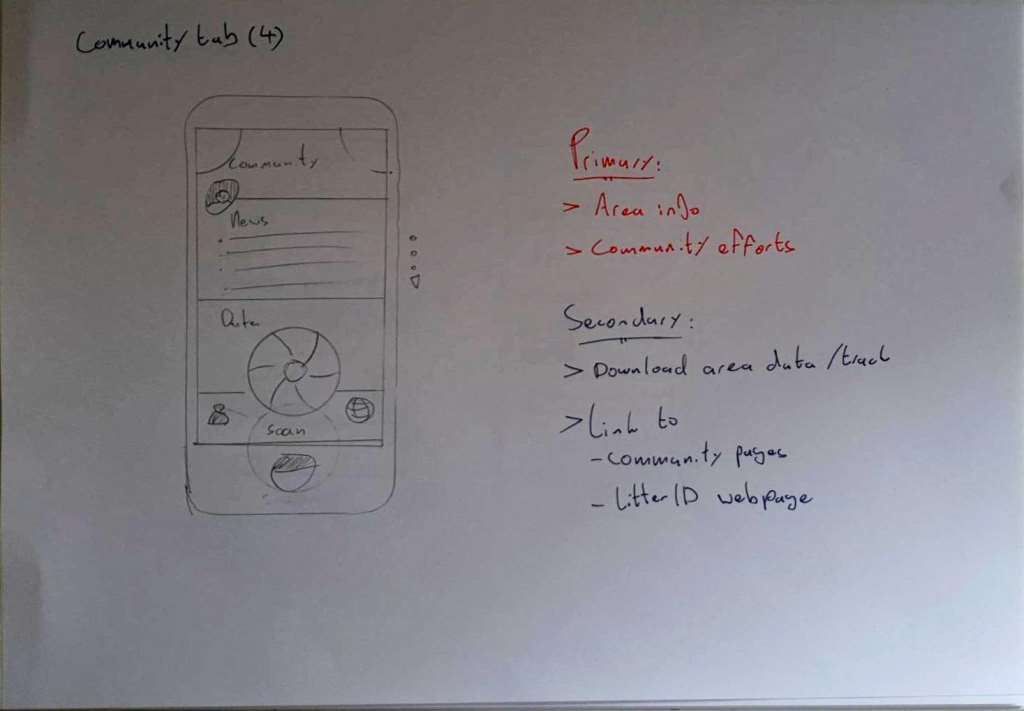 Community tab (4)
Community
News
Data
scan
Primary:
> Area info
> Community efforts
Secondary:
> Download area data / track
> Link to
- community pages
- LitterID webpage